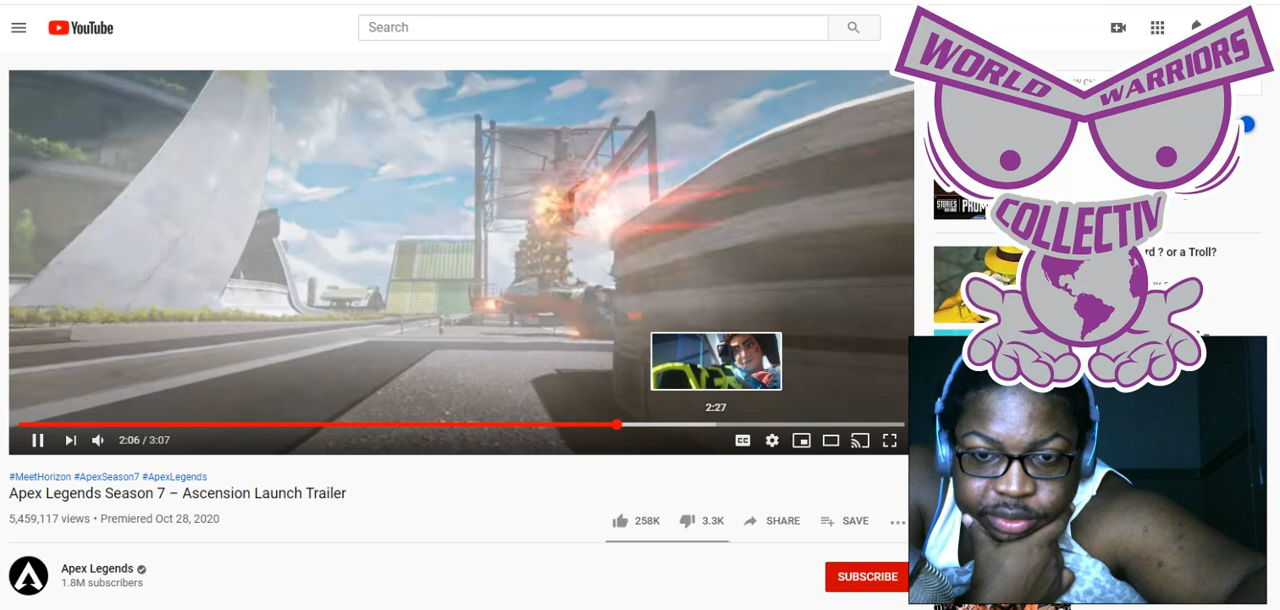 YouTube
Search
WORLD WARRIORS
COLLECTIV
STORIES
rd ? or a Troll?
2:27
2:06 / 3:07
CC
#MeetHorizon #ApexSeason7 #ApexLegends
Apex Legends Season 7 – Ascension Launch Trailer
5,459,117 views • Premiered Oct 28, 2020
258K 3.3K SHARE SAVE
Apex Legends
1.8M subscribers
SUBSCRIBE